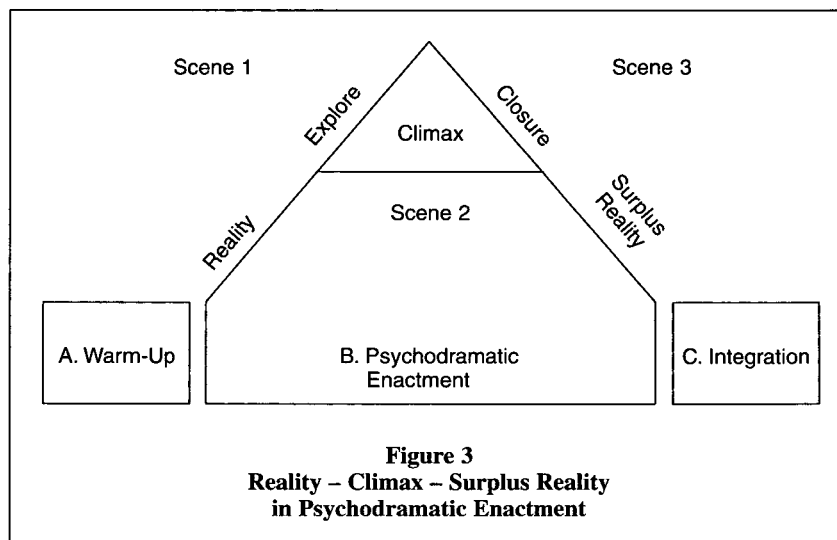 Scene 1
Scene 3
Explore
Closure
Climax
Reality
Scene 2
Surplus
Reality
A. Warm-Up
B. Psychodramatic
Enactment
C. Integration
Figure 3
Reality – Climax – Surplus Reality
in Psychodramatic Enactment